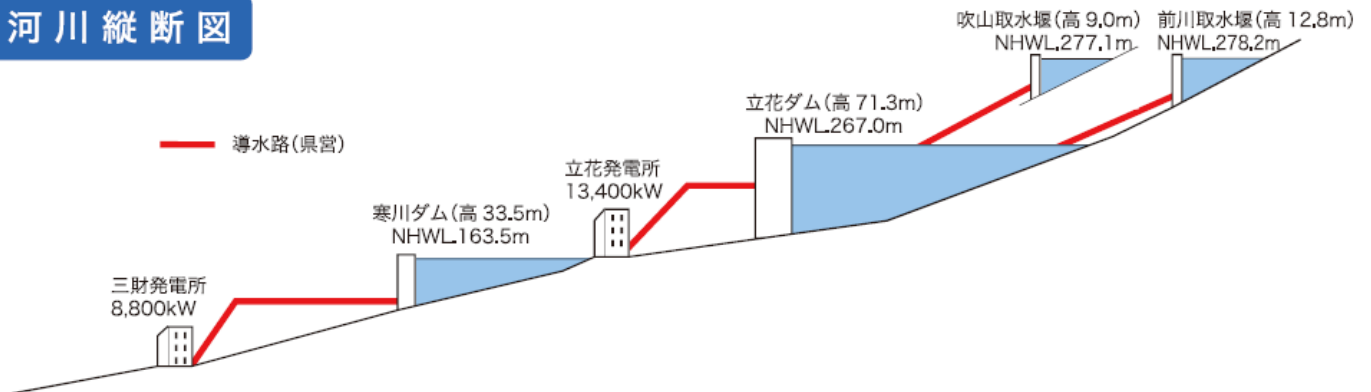 河川縦断図
吹山取水堰(高 9.0m)
NHWL.277.1m
前川取水堰(高 12.8m)
NHWL.278.2m
立花ダム(高 71.3m)
NHWL.267.0m
導水路(県営)
立花発電所
13,400kW
寒川ダム(高 33.5m)
NHWL.163.5m
三財発電所
8,800kW